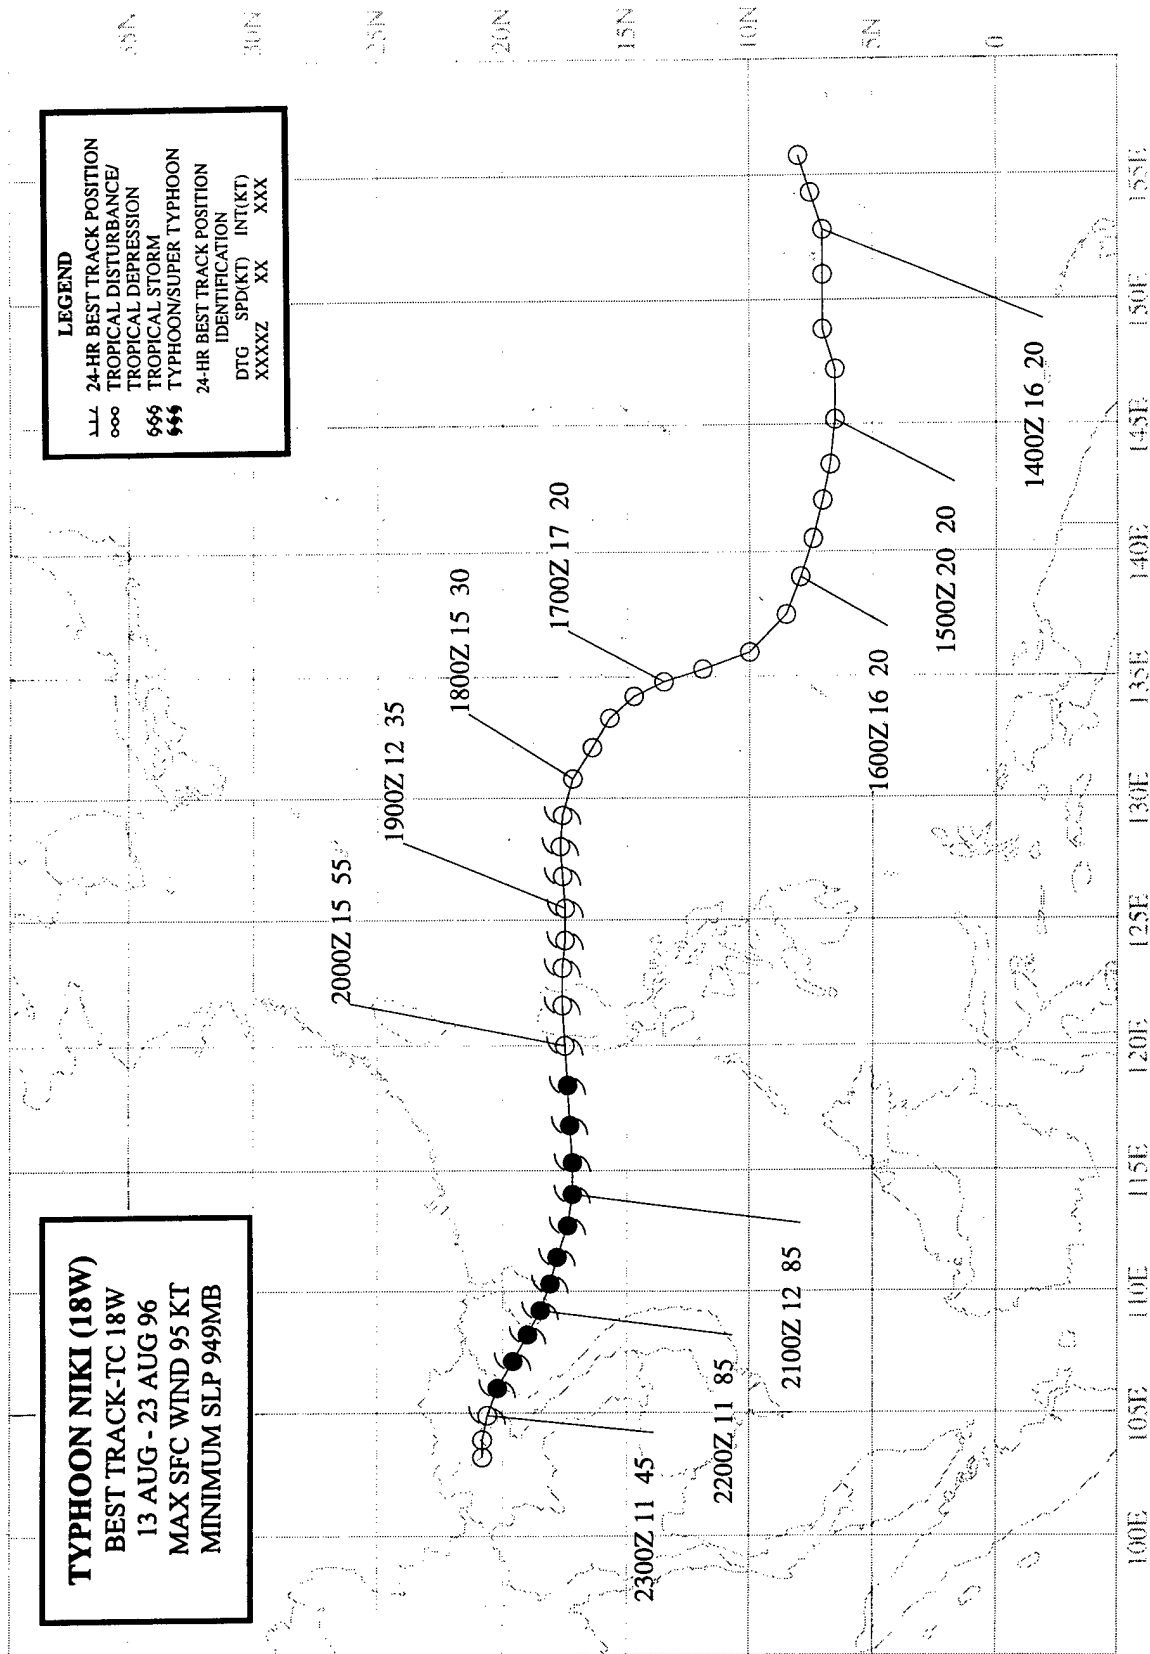 TYPHOON NIKI (18W)
BEST TRACK-TC 18W
13 AUG - 23 AUG 96
MAX SFC WIND 95 KT
MINIMUM SLP 949MB
LEGEND
24-HR BEST TRACK POSITION
TROPICAL DISTURBANCE/
TROPICAL DEPRESSION
TROPICAL STORM
TYPHOON/SUPER TYPHOON
24-HR BEST TRACK POSITION
IDENTIFICATION
DTG SPD(KT) INT(KT)
XXXXZ XX XXX
35N
30N
25N
20N
15N
10N
5N
0
2000Z 15 55
1900Z 12 35
1800Z 15 30
1700Z 17 20
2300Z 11 45
2200Z 11 85
2100Z 12 85
1600Z 16 20
1500Z 20 20
1400Z 16 20
100E
105E
110E
115E
120E
125E
130E
135E
140E
145E
150E
155E